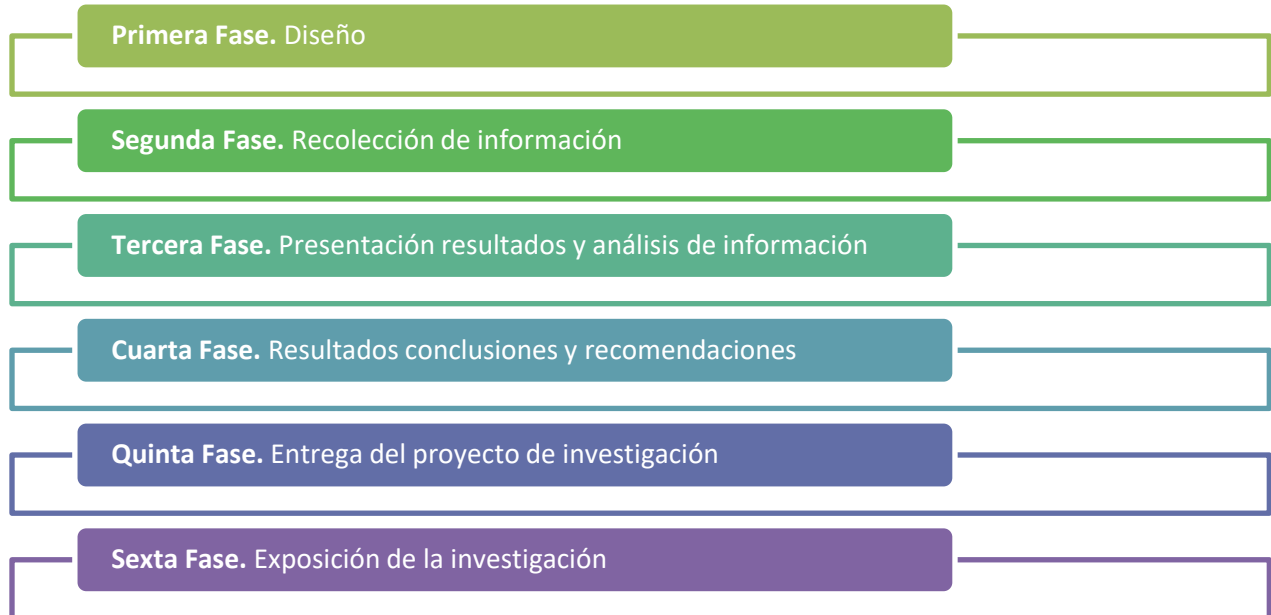 Primera Fase. Diseño
Segunda Fase. Recolección de información
Tercera Fase. Presentación resultados y análisis de información
Cuarta Fase. Resultados conclusiones y recomendaciones
Quinta Fase. Entrega del proyecto de investigación
Sexta Fase. Exposición de la investigación